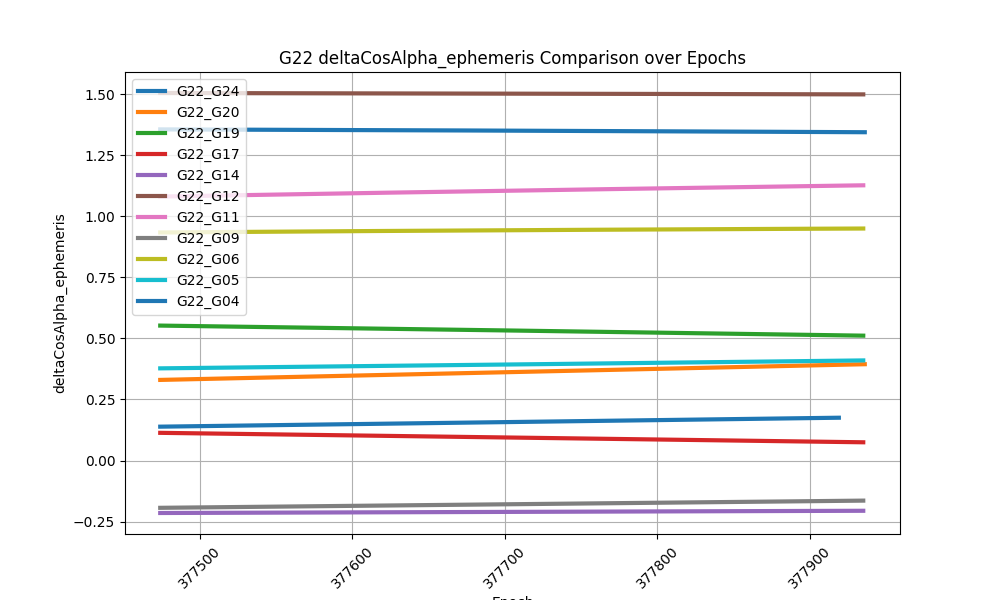 G22 deltaCosAlpha_ephemeris Comparison over Epochs
deltaCosAlpha_ephemeris
1.50
1.25
1.00
0.75
0.50
0.25
0.00
−0.25
G22_G24
G22_G20
G22_G19
G22_G17
G22_G14
G22_G12
G22_G11
G22_G09
G22_G06
G22_G05
G22_G04
377500
377600
377700
377800
377900
Epoch